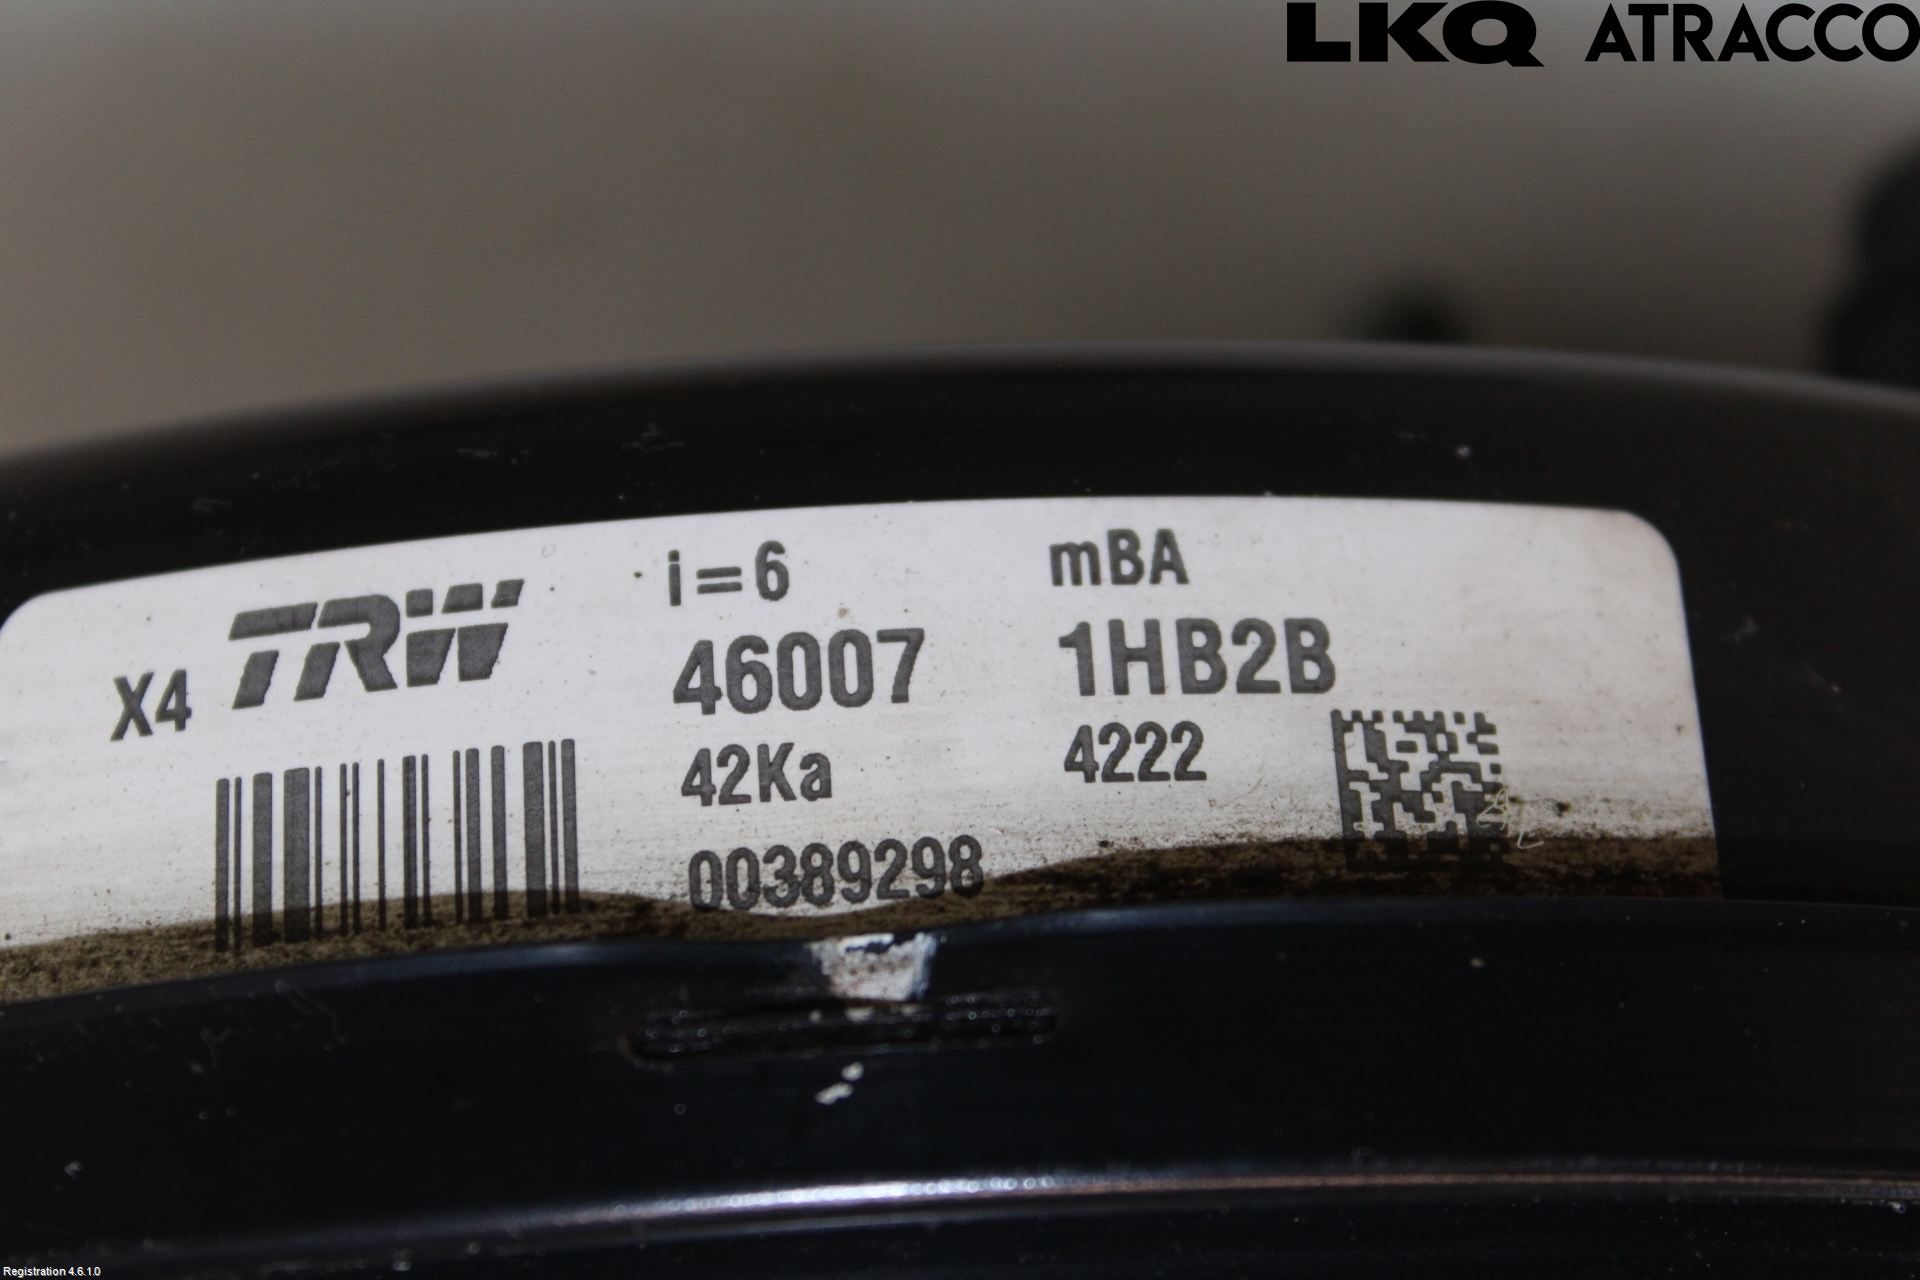 LKQ ATRACCO
X4 TRW i=6 mBA
46007 1HB2B
42Ka 4222
00389298
Registration 4.6.1.0